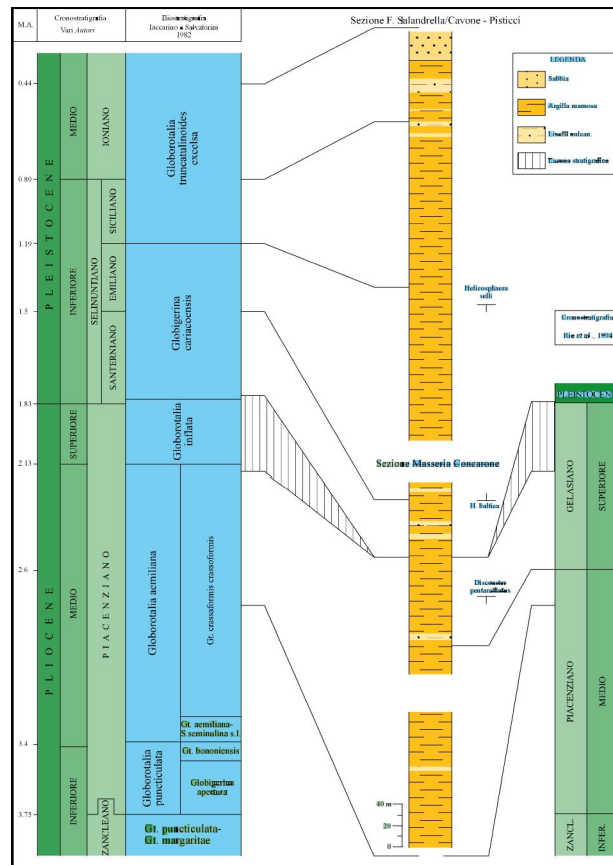 M.A.
Cronostratigrafia
Vari Autori
Biostratigrafia
Iaccarino e Salvatorini
1982
Sezione F. Salandrella/Cavone - Pisticci
0.44
0.89
1.19
1.5
1.83
2.13
2.6
3.4
3.75
PLEISTOCENE
PLIOCENE
MEDIO
INFERIORE
SUPERIORE
MEDIO
INFERIORE
IONIANO
SELINUNTIANO
SICILIANO
EMILIANO
SANTERNIANO
PIACENZIANO
ZANCLEANO
Globorotalia
truncatulinoides
excelsa
Globigerina
cariacoensis
Globorotalia
inflata
Globorotalia aemiliana
Gt. crassaformis crassoformis
Gt. aemiliana-
S.seminulina s.l.
Globorotalia
puncticulata
Gt. bononiensis
Globigerina
apertura
Gt. puncticulata-
Gt. margaritae
Helicosphaera
selli
Sezione Masseria Concarone
H. baltica
Discoaster
pentaradiatus
40 m
20
0
LEGENDA
Sabbia
Argilla marnosa
Livelli vulcan.
Lacuna stratigrafica
Cronostratigrafia
Rio et al., 1994
PLEISTOCENE
GELASIANO
SUPERIORE
PIACENZIANO
MEDIO
ZANCL.
INFER.